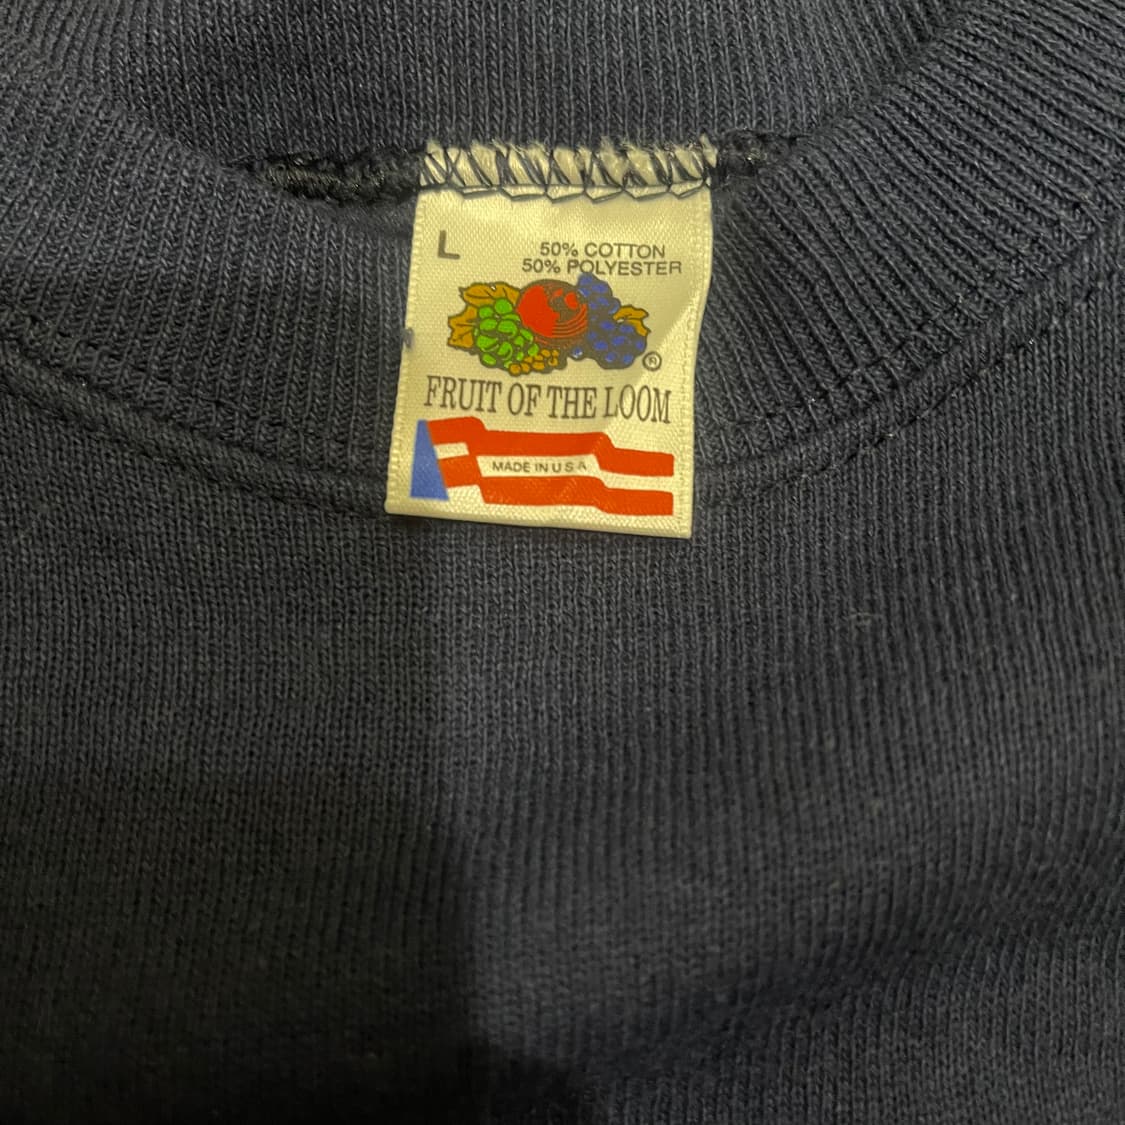 L
50% COTTON
50% POLYESTER
®
FRUIT OF THE LOOM
MADE IN U S A